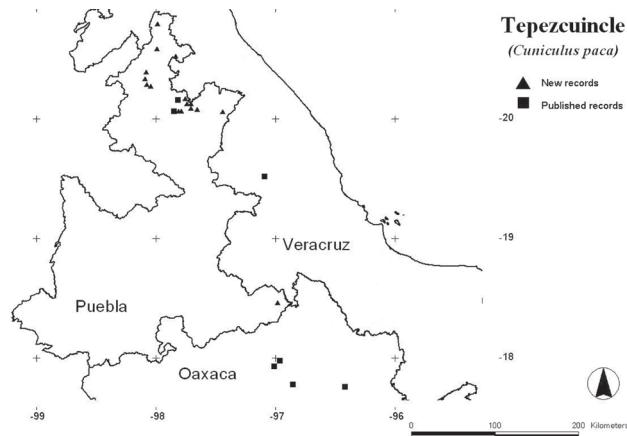 Tepezcuincle
(Cuniculus paca)
New records
Published records
-20
-19
Veracruz
Puebla
-18
Oaxaca
-99
-98
-97
-96
0 100 200 Kilometers